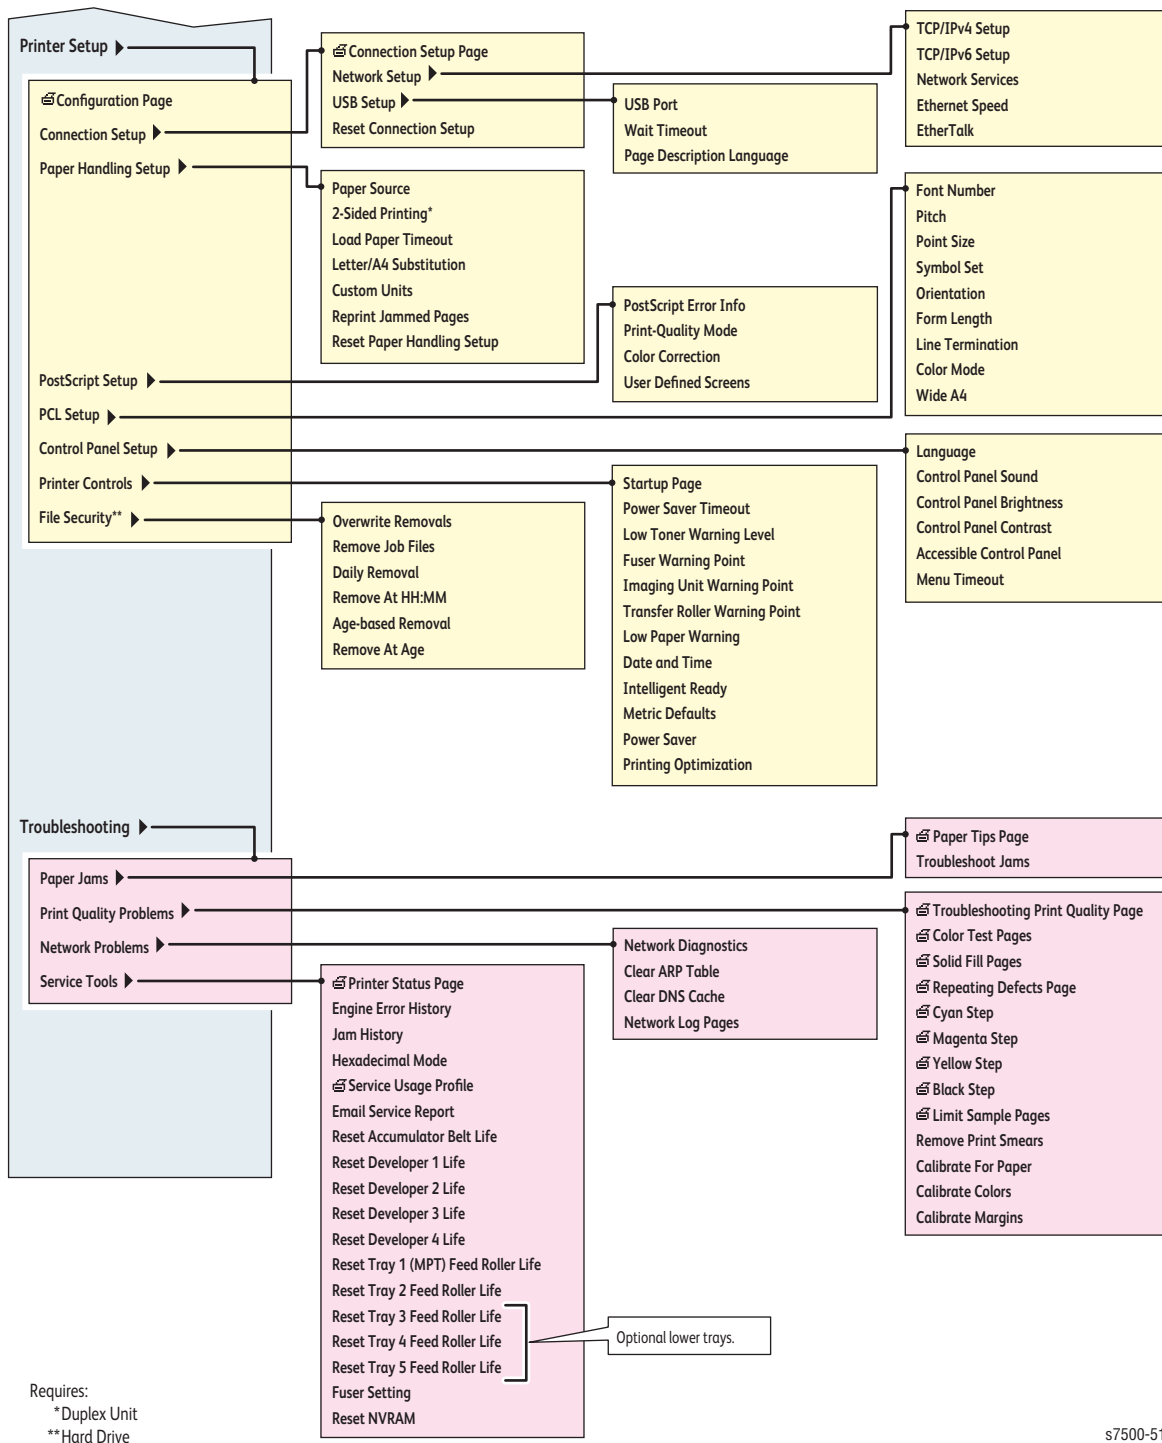 Printer Setup
Configuration Page
Connection Setup
Paper Handling Setup
PostScript Setup
PCL Setup
Control Panel Setup
Printer Controls
File Security**
Connection Setup Page
Network Setup
USB Setup
Reset Connection Setup
TCP/IPv4 Setup
TCP/IPv6 Setup
Network Services
Ethernet Speed
EtherTalk
USB Port
Wait Timeout
Page Description Language
Paper Source
2-Sided Printing*
Load Paper Timeout
Letter/A4 Substitution
Custom Units
Reprint Jammed Pages
Reset Paper Handling Setup
PostScript Error Info
Print-Quality Mode
Color Correction
User Defined Screens
Font Number
Pitch
Point Size
Symbol Set
Orientation
Form Length
Line Termination
Color Mode
Wide A4
Language
Control Panel Sound
Control Panel Brightness
Control Panel Contrast
Accessible Control Panel
Menu Timeout
Startup Page
Power Saver Timeout
Low Toner Warning Level
Fuser Warning Point
Imaging Unit Warning Point
Transfer Roller Warning Point
Low Paper Warning
Date and Time
Intelligent Ready
Metric Defaults
Power Saver
Printing Optimization
Overwrite Removals
Remove Job Files
Daily Removal
Remove At HH:MM
Age-based Removal
Remove At Age
Troubleshooting
Paper Jams
Print Quality Problems
Network Problems
Service Tools
Paper Tips Page
Troubleshoot Jams
Troubleshooting Print Quality Page
Color Test Pages
Solid Fill Pages
Repeating Defects Page
Cyan Step
Magenta Step
Yellow Step
Black Step
Limit Sample Pages
Remove Print Smears
Calibrate For Paper
Calibrate Colors
Calibrate Margins
Network Diagnostics
Clear ARP Table
Clear DNS Cache
Network Log Pages
Printer Status Page
Engine Error History
Jam History
Hexadecimal Mode
Service Usage Profile
Email Service Report
Reset Accumulator Belt Life
Reset Developer 1 Life
Reset Developer 2 Life
Reset Developer 3 Life
Reset Developer 4 Life
Reset Tray 1 (MPT) Feed Roller Life
Reset Tray 2 Feed Roller Life
Reset Tray 3 Feed Roller Life
Reset Tray 4 Feed Roller Life
Reset Tray 5 Feed Roller Life
Fuser Setting
Reset NVRAM
Optional lower trays.
Requires:
*Duplex Unit
**Hard Drive
s7500-51